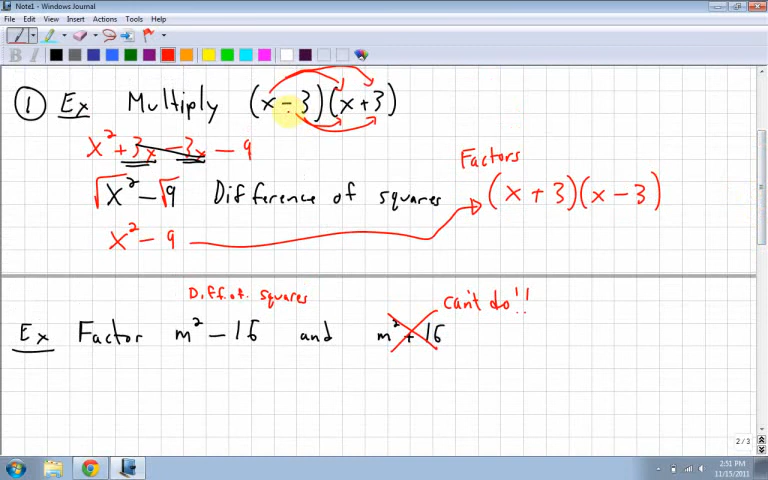 Note1 - Windows Journal
File Edit View Insert Actions Tools Help
B I
① Ex Multiply (x - 3)(x + 3)
x² + 3x - 3x - 9
Factors
√x² - √9 Difference of squares (x + 3)(x - 3)
x² - 9
Diff. of squares can't do!!
Ex Factor m² - 16 and m² + 16
2 / 3
2:51 PM
11/15/2011